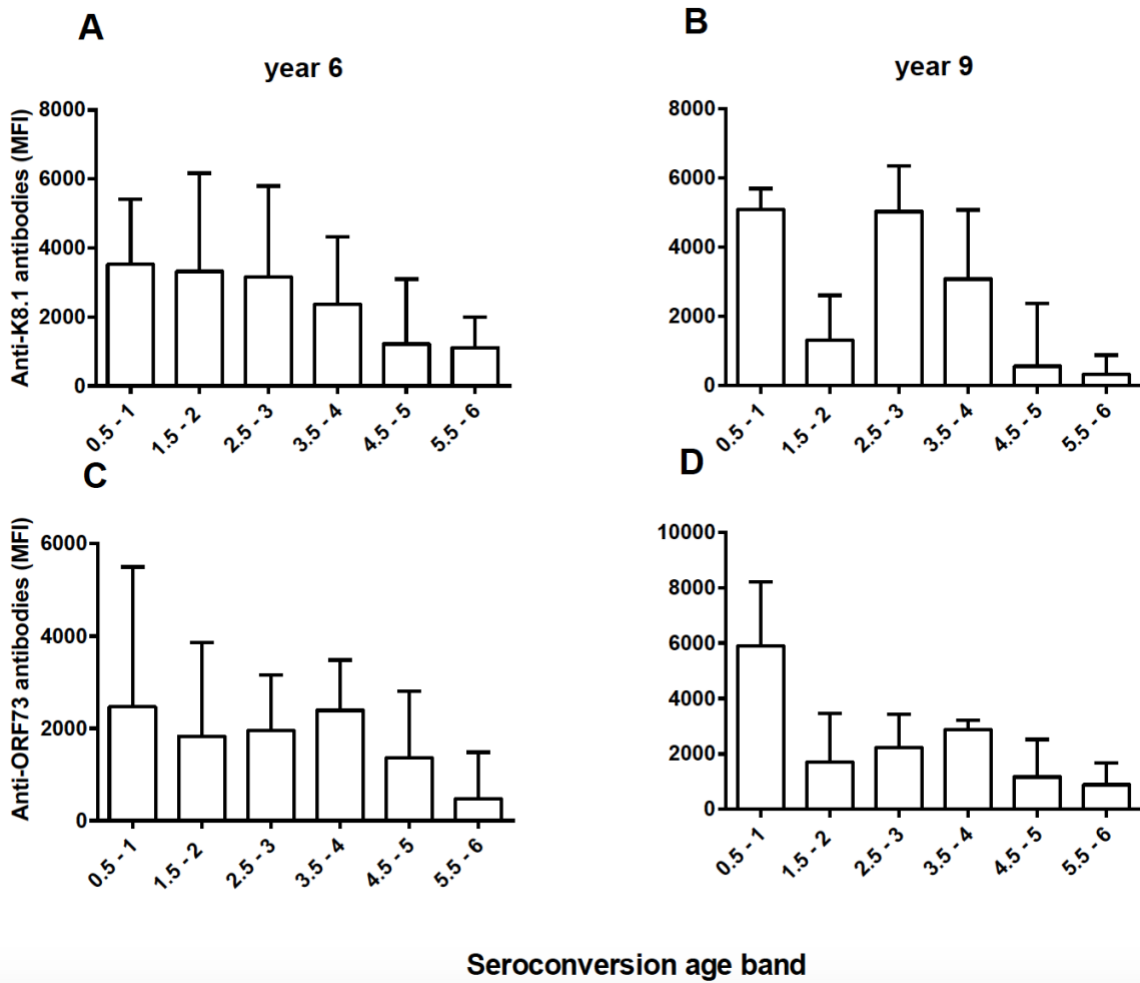 A
year 6
Anti-K8.1 antibodies (MFI)
8000
6000
4000
2000
0
0.5 - 1
1.5 - 2
2.5 - 3
3.5 - 4
4.5 - 5
5.5 - 6
B
year 9
8000
6000
4000
2000
0
0.5 - 1
1.5 - 2
2.5 - 3
3.5 - 4
4.5 - 5
5.5 - 6
C
Anti-ORF73 antibodies (MFI)
6000
4000
2000
0
0.5 - 1
1.5 - 2
2.5 - 3
3.5 - 4
4.5 - 5
5.5 - 6
D
10000
8000
6000
4000
2000
0
0.5 - 1
1.5 - 2
2.5 - 3
3.5 - 4
4.5 - 5
5.5 - 6
Seroconversion age band